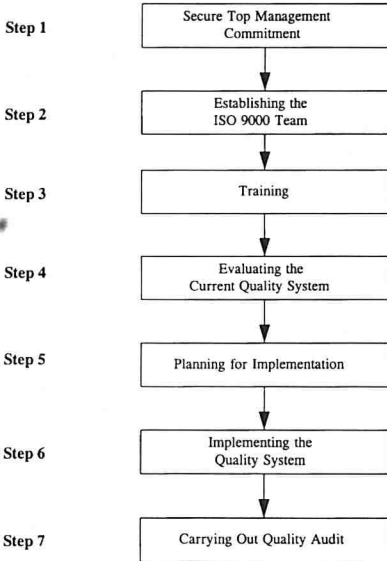 Step 1
Secure Top Management
Commitment
Step 2
Establishing the
ISO 9000 Team
Step 3
Training
Step 4
Evaluating the
Current Quality System
Step 5
Planning for Implementation
Step 6
Implementing the
Quality System
Step 7
Carrying Out Quality Audit